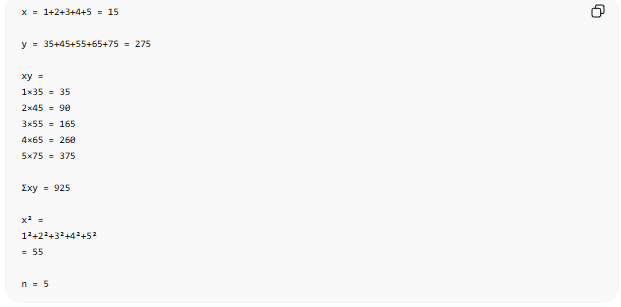 x = 1+2+3+4+5 = 15
y = 35+45+55+65+75 = 275
xy =
1×35 = 35
2×45 = 90
3×55 = 165
4×65 = 260
5×75 = 375
Σxy = 925
x² =
1²+2²+3²+4²+5²
= 55
n = 5